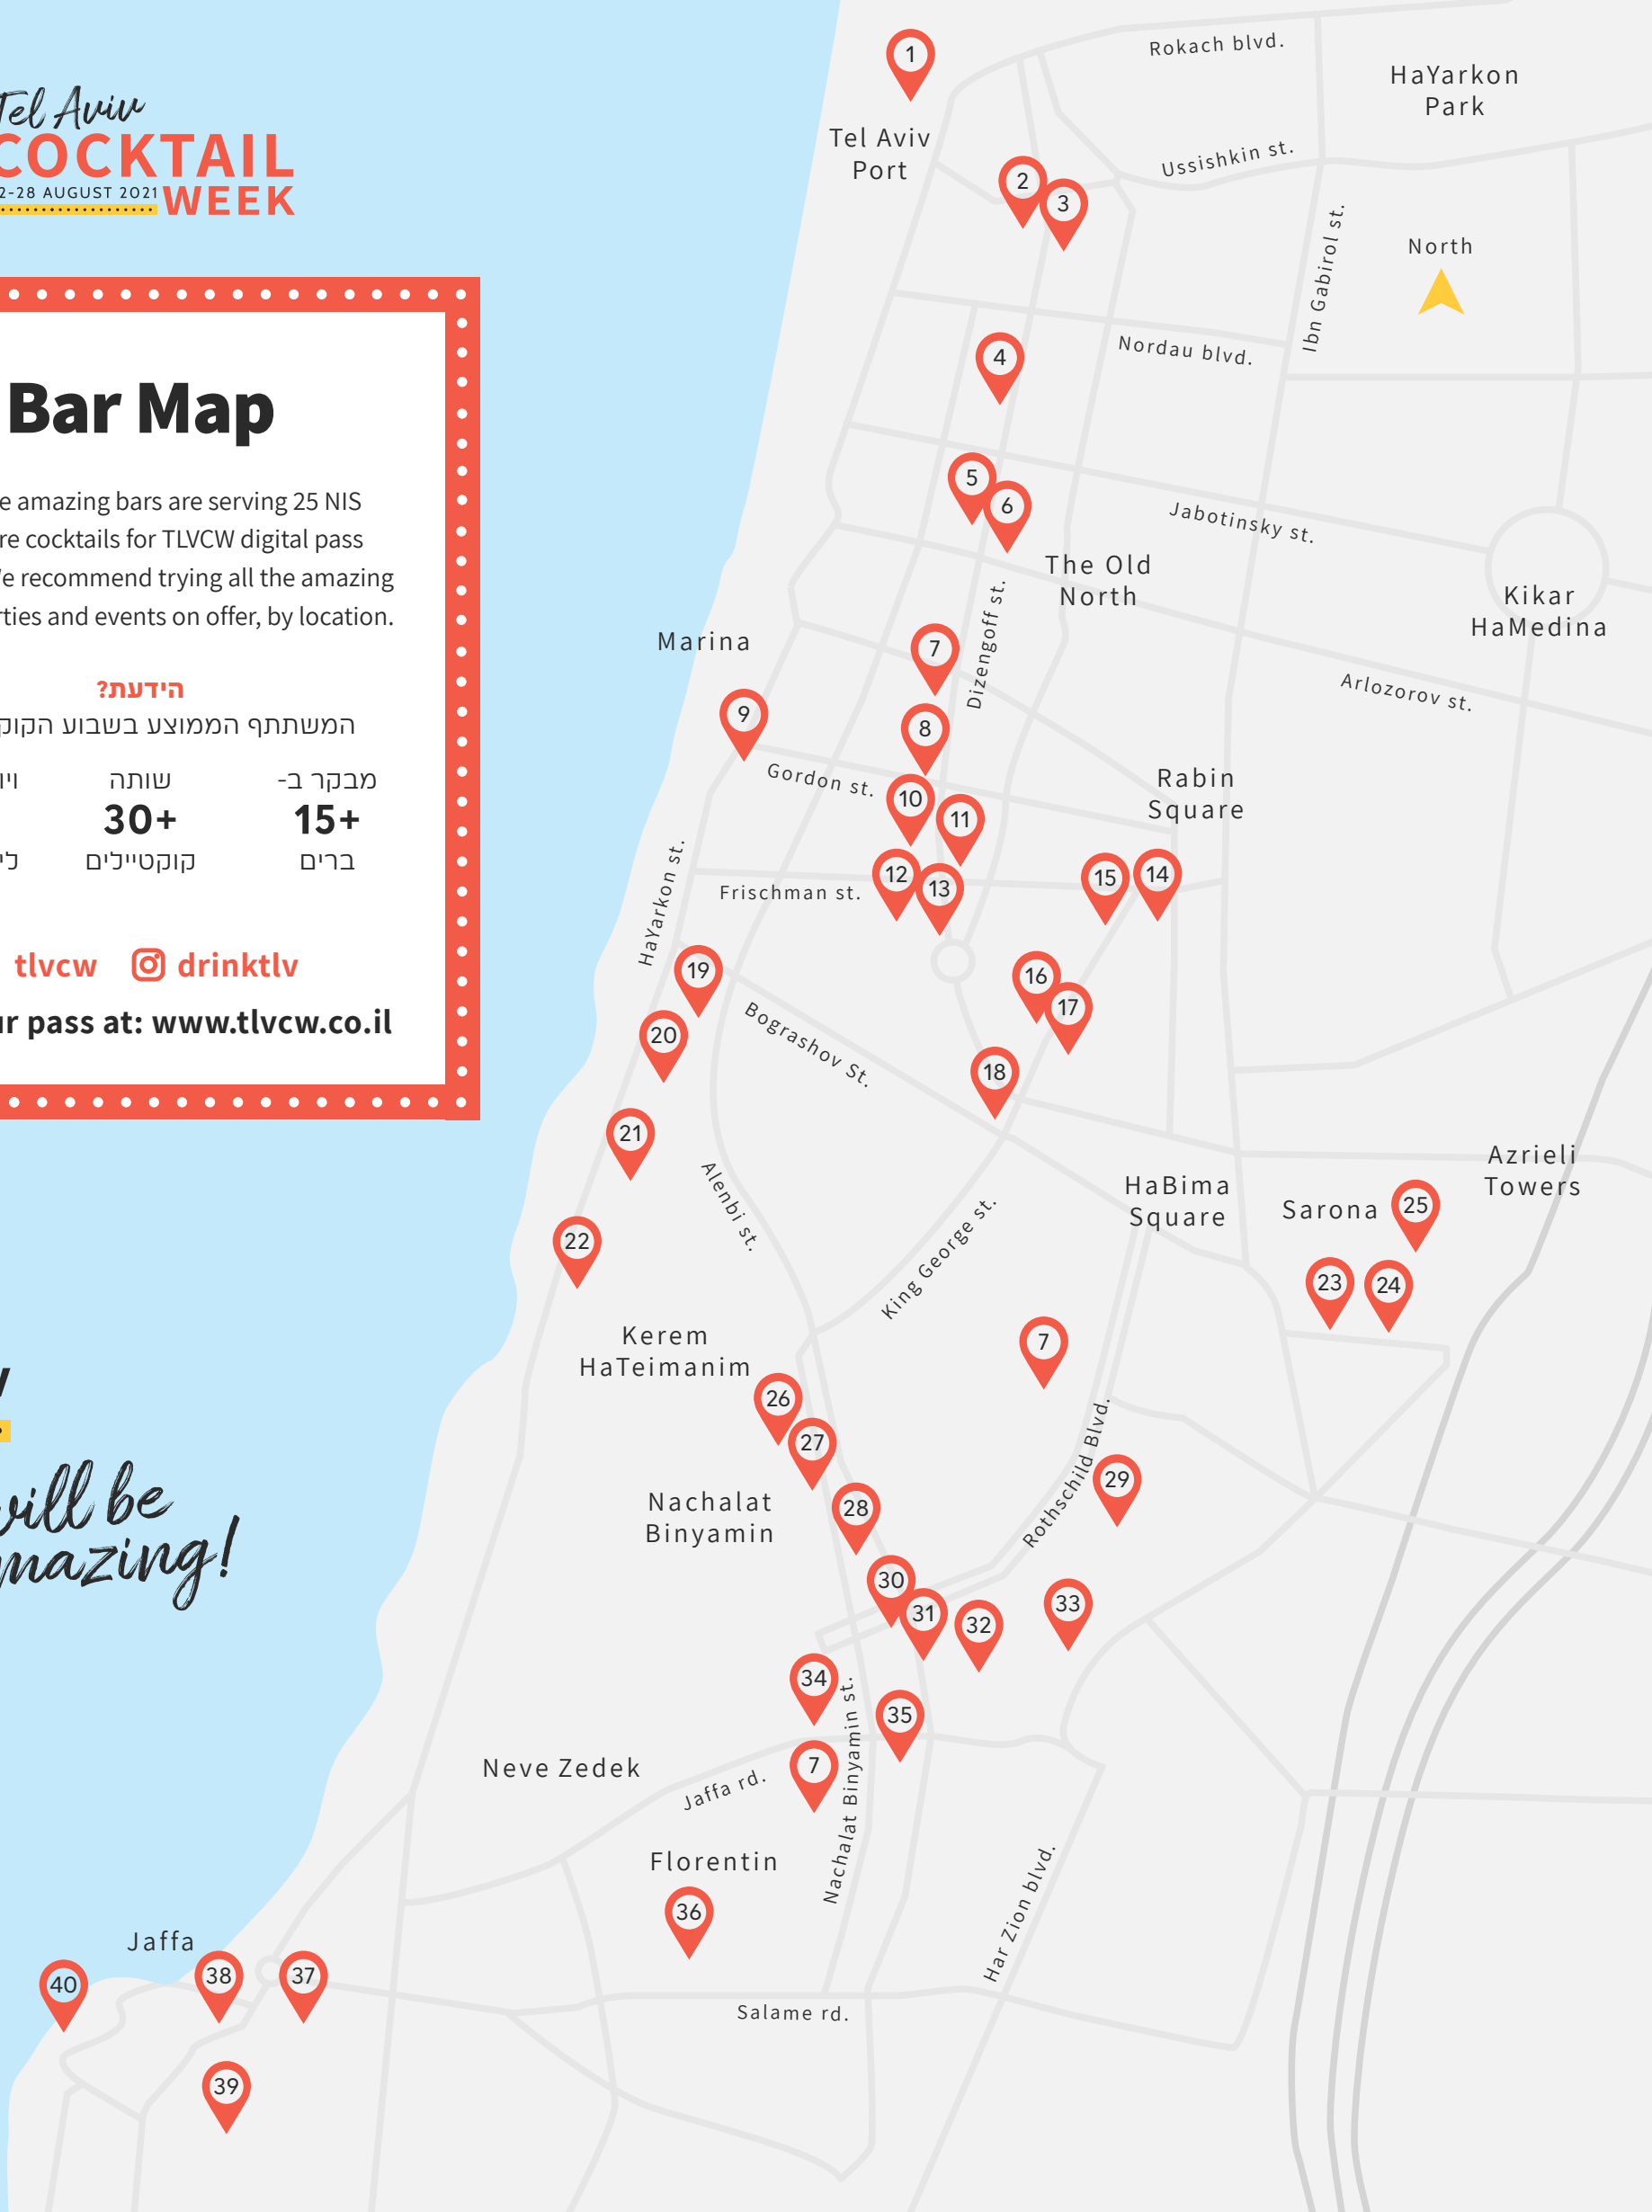 Tel Aviv
COCKTAIL
2-28 AUGUST 2021
WEEK
Bar Map
e amazing bars are serving 25 NIS
re cocktails for TLVCW digital pass
e recommend trying all the amazing
ties and events on offer, by location.
הידעת?
המשתתף הממוצע בשבוע הקוק
מבקר ב-
15+
ברים
שותה
30+
קוקטיילים
tlvcw drinktlv
r pass at: www.tlvcw.co.il
will be
mazing!
1
Rokach blvd.
HaYarkon
Park
Tel Aviv
Port
Ussishkin st.
2
3
Ibn Gabirol st.
North
Nordau blvd.
4
5
6
Jabotinsky st.
The Old
North
Kikar
HaMedina
Dizengoff st.
Marina
7
Arlozorov st.
9
8
Gordon st.
Rabin
Square
10
11
HaYarkon st.
Frischman st.
12
13
15
14
19
16
17
20
Bograshov St.
18
21
Alenbi st.
King George st.
HaBima
Square
Sarona
Azrieli
Towers
25
22
23
24
Kerem
HaTeimanim
7
26
27
Rothschild Blvd.
29
Nachalat
Binyamin
28
30
31
32
33
34
35
Nachalat Binyamin st.
Neve Zedek
Jaffa rd.
7
Florentin
36
Har Zion blvd.
Jaffa
40
38
37
Salame rd.
39